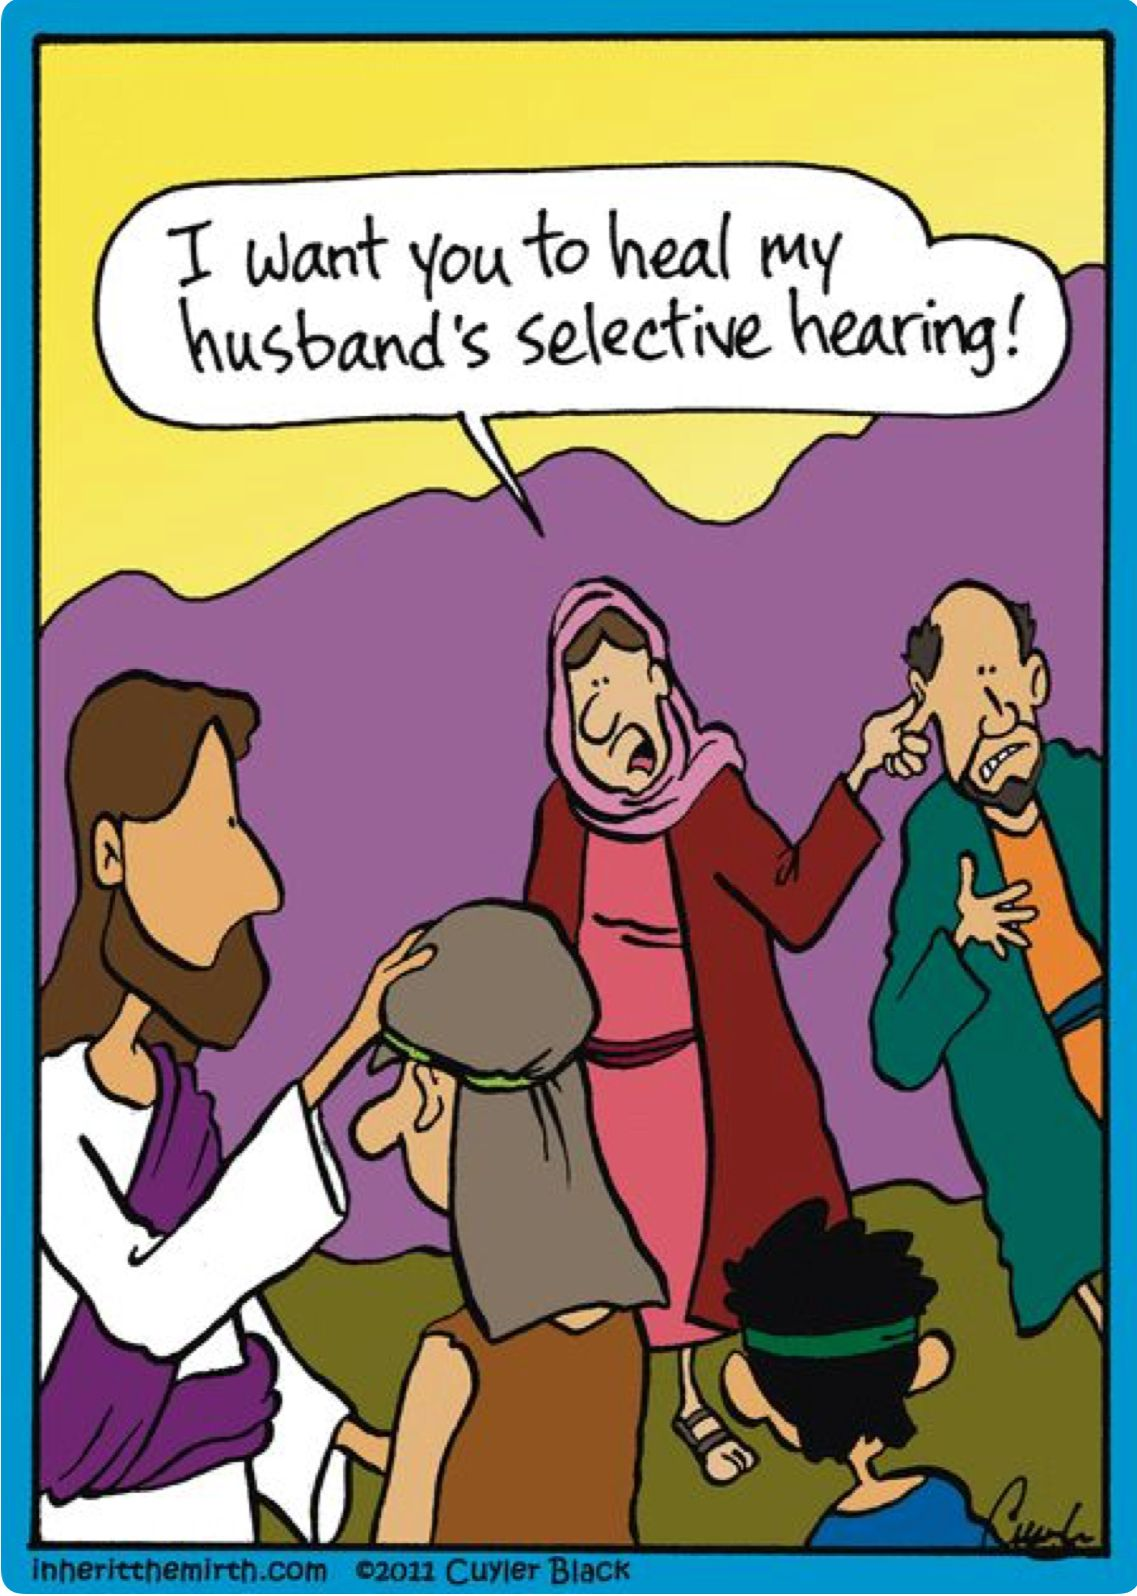 I want you to heal my
husband's selective hearing!
inheritthemirth.com ©2011 Cuyler Black